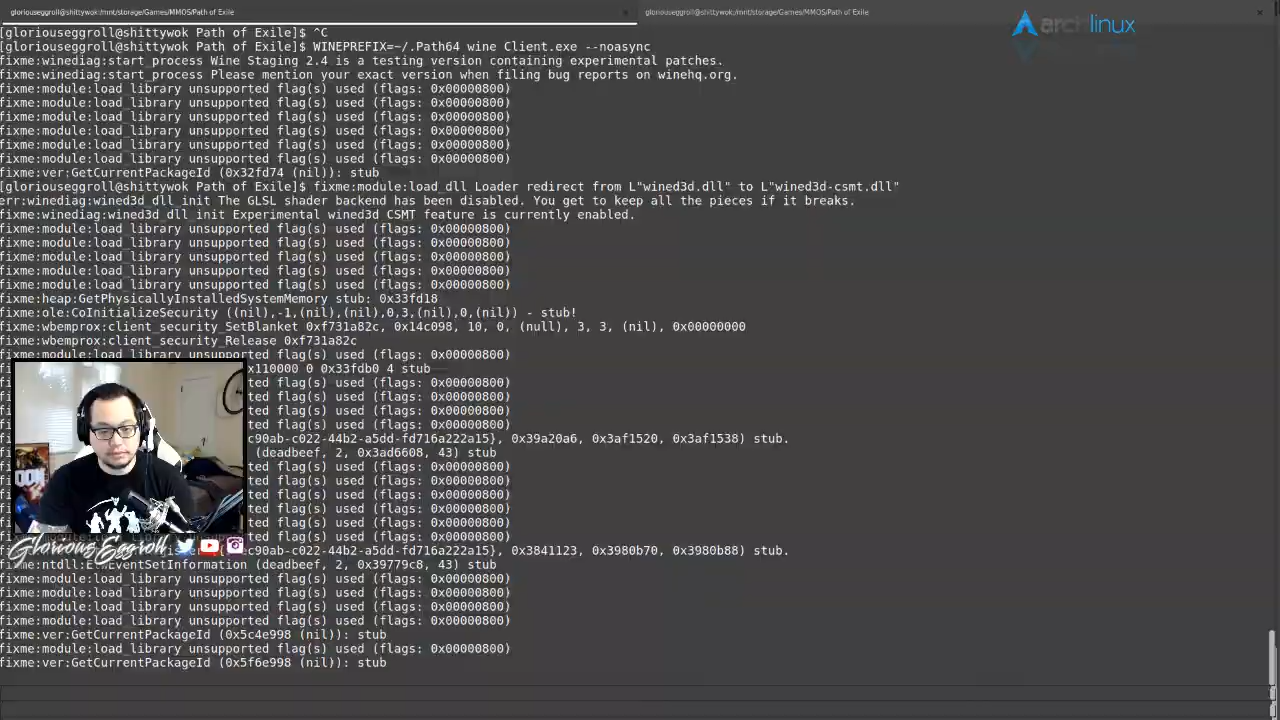 gloriouseggroll@shittywok:/mnt/storage/Games/MMOS/Path of Exile
gloriouseggroll@shittywok:/mnt/storage/Games/MMOS/Path of Exile
archlinux
[gloriouseggroll@shittywok Path of Exile]$ ^C
[gloriouseggroll@shittywok Path of Exile]$ WINEPREFIX=~/.Path64 wine Client.exe --noasync
fixme:winediag:start_process Wine Staging 2.4 is a testing version containing experimental patches.
fixme:winediag:start_process Please mention your exact version when filing bug reports on winehq.org.
fixme:module:load_library unsupported flag(s) used (flags: 0x00000800)
fixme:module:load_library unsupported flag(s) used (flags: 0x00000800)
fixme:module:load_library unsupported flag(s) used (flags: 0x00000800)
fixme:module:load_library unsupported flag(s) used (flags: 0x00000800)
fixme:module:load_library unsupported flag(s) used (flags: 0x00000800)
fixme:module:load_library unsupported flag(s) used (flags: 0x00000800)
fixme:ver:GetCurrentPackageId (0x32fd74 (nil)): stub
[gloriouseggroll@shittywok Path of Exile]$ fixme:module:load_dll Loader redirect from L"wined3d.dll" to L"wined3d-csmt.dll"
err:winediag:wined3d_dll_init The GLSL shader backend has been disabled. You get to keep all the pieces if it breaks.
fixme:winediag:wined3d_dll_init Experimental wined3d CSMT feature is currently enabled.
fixme:module:load_library unsupported flag(s) used (flags: 0x00000800)
fixme:module:load_library unsupported flag(s) used (flags: 0x00000800)
fixme:module:load_library unsupported flag(s) used (flags: 0x00000800)
fixme:module:load_library unsupported flag(s) used (flags: 0x00000800)
fixme:module:load_library unsupported flag(s) used (flags: 0x00000800)
fixme:heap:GetPhysicallyInstalledSystemMemory stub: 0x33fd18
fixme:ole:CoInitializeSecurity ((nil),-1,(nil),(nil),0,3,(nil),0,(nil)) - stub!
fixme:wbemprox:client_security_SetBlanket 0xf731a82c, 0x14c098, 10, 0, (null), 3, 3, (nil), 0x00000000
fixme:wbemprox:client_security_Release 0xf731a82c
fixme:module:load_library unsupported flag(s) used (flags: 0x00000800)
x110000 0 0x33fdb0 4 stub
ted flag(s) used (flags: 0x00000800)
ted flag(s) used (flags: 0x00000800)
ted flag(s) used (flags: 0x00000800)
ted flag(s) used (flags: 0x00000800)
c90ab-c022-44b2-a5dd-fd716a222a15}, 0x39a20a6, 0x3af1520, 0x3af1538) stub.
(deadbeef, 2, 0x3ad6608, 43) stub
ted flag(s) used (flags: 0x00000800)
ted flag(s) used (flags: 0x00000800)
ted flag(s) used (flags: 0x00000800)
ted flag(s) used (flags: 0x00000800)
ted flag(s) used (flags: 0x00000800)
ted flag(s) used (flags: 0x00000800)
Glorious Eggroll
c90ab-c022-44b2-a5dd-fd716a222a15}, 0x3841123, 0x3980b70, 0x3980b88) stub.
fixme:ntdll:EtwEventSetInformation (deadbeef, 2, 0x39779c8, 43) stub
fixme:module:load_library unsupported flag(s) used (flags: 0x00000800)
fixme:module:load_library unsupported flag(s) used (flags: 0x00000800)
fixme:module:load_library unsupported flag(s) used (flags: 0x00000800)
fixme:module:load_library unsupported flag(s) used (flags: 0x00000800)
fixme:ver:GetCurrentPackageId (0x5c4e998 (nil)): stub
fixme:module:load_library unsupported flag(s) used (flags: 0x00000800)
fixme:ver:GetCurrentPackageId (0x5f6e998 (nil)): stub